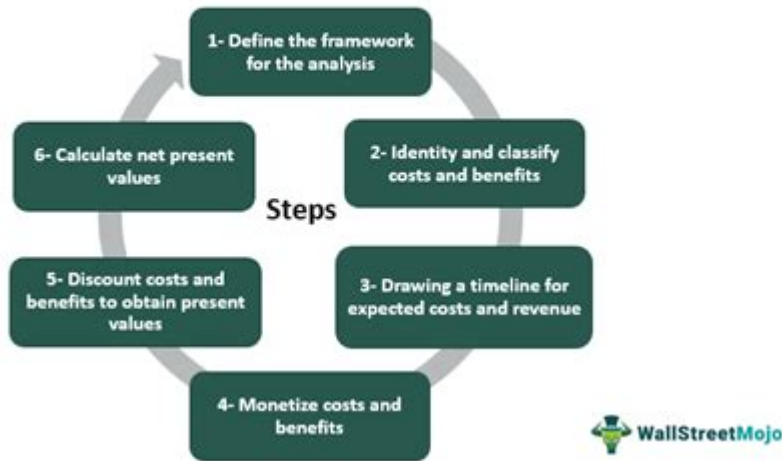 1- Define the framework
for the analysis
2- Identity and classify
costs and benefits
3- Drawing a timeline for
expected costs and revenue
4- Monetize costs and
benefits
5- Discount costs and
benefits to obtain present
values
6- Calculate net present
values
Steps
WallStreetMojo